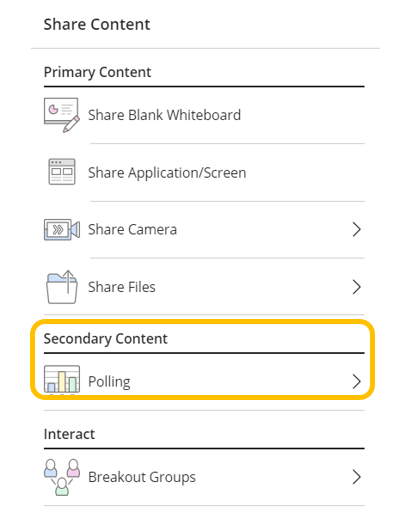 Share Content
Primary Content
Share Blank Whiteboard
Share Application/Screen
Share Camera
Share Files
Secondary Content
Polling
Interact
Breakout Groups